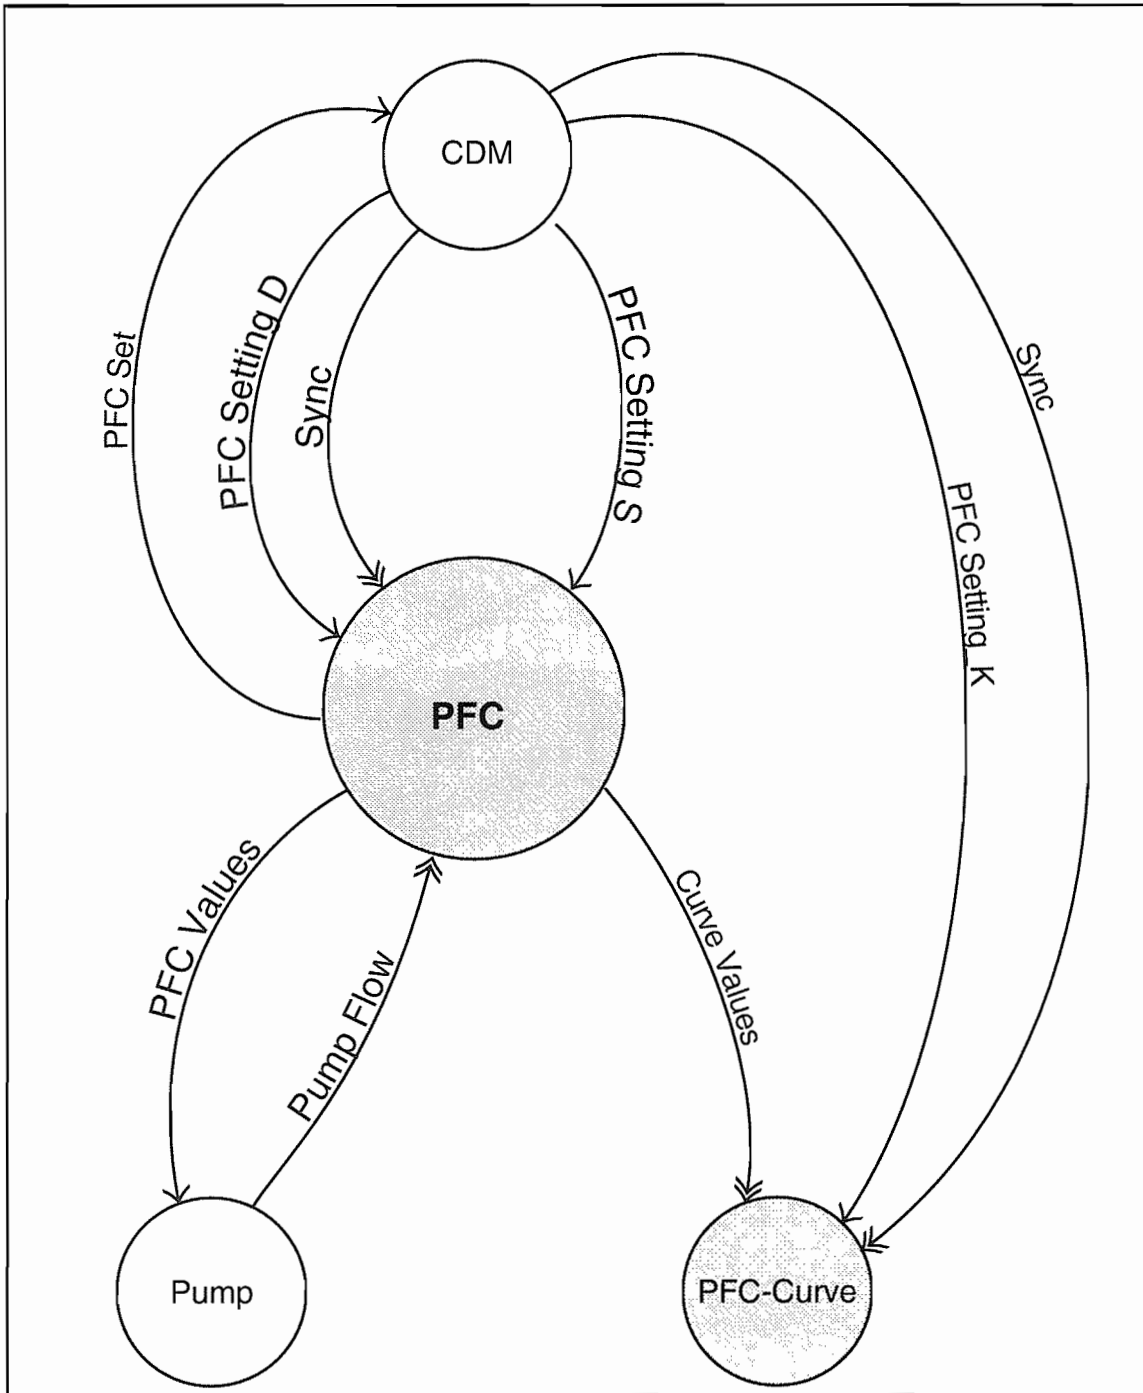 CDM
PFC Set
PFC Setting D
Sync
PFC Setting S
Sync
PFC Setting_K
PFC
PFC Values
Pump Flow
Curve Values
Pump
PFC-Curve